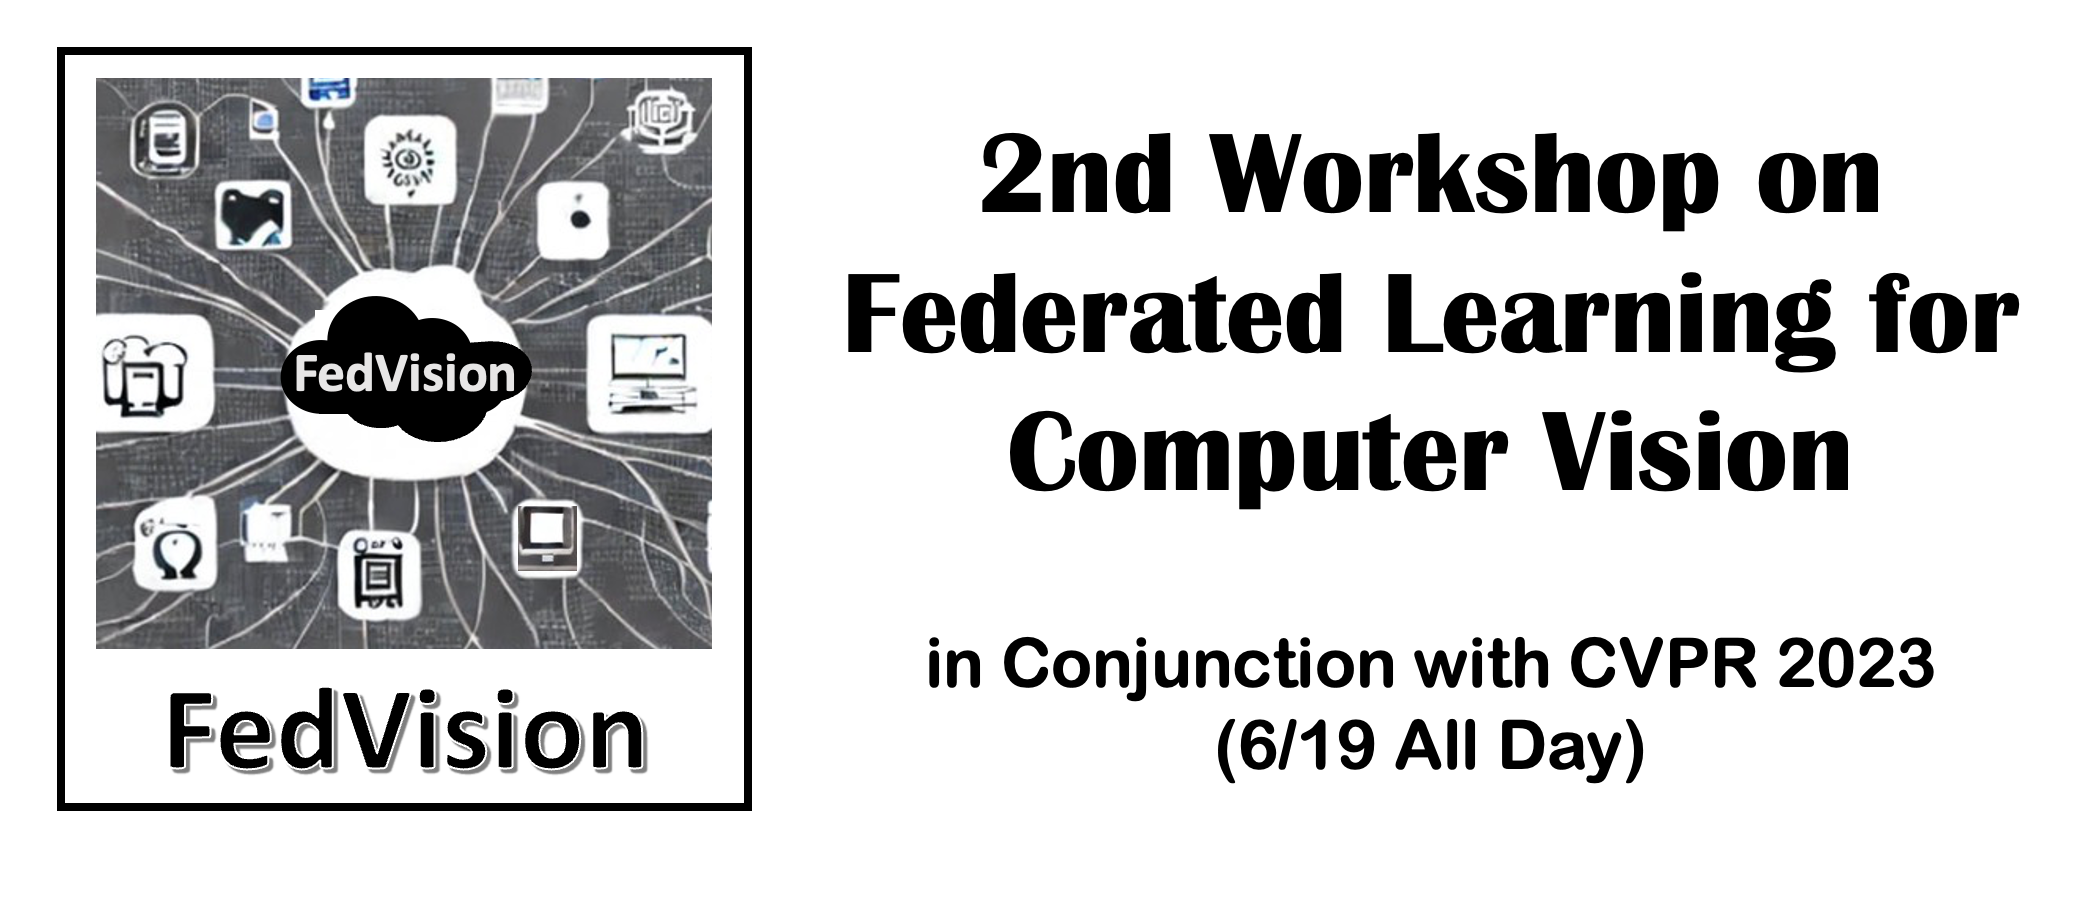 FedVision
FedVision
2nd Workshop on
Federated Learning for
Computer Vision
in Conjunction with CVPR 2023
(6/19 All Day)